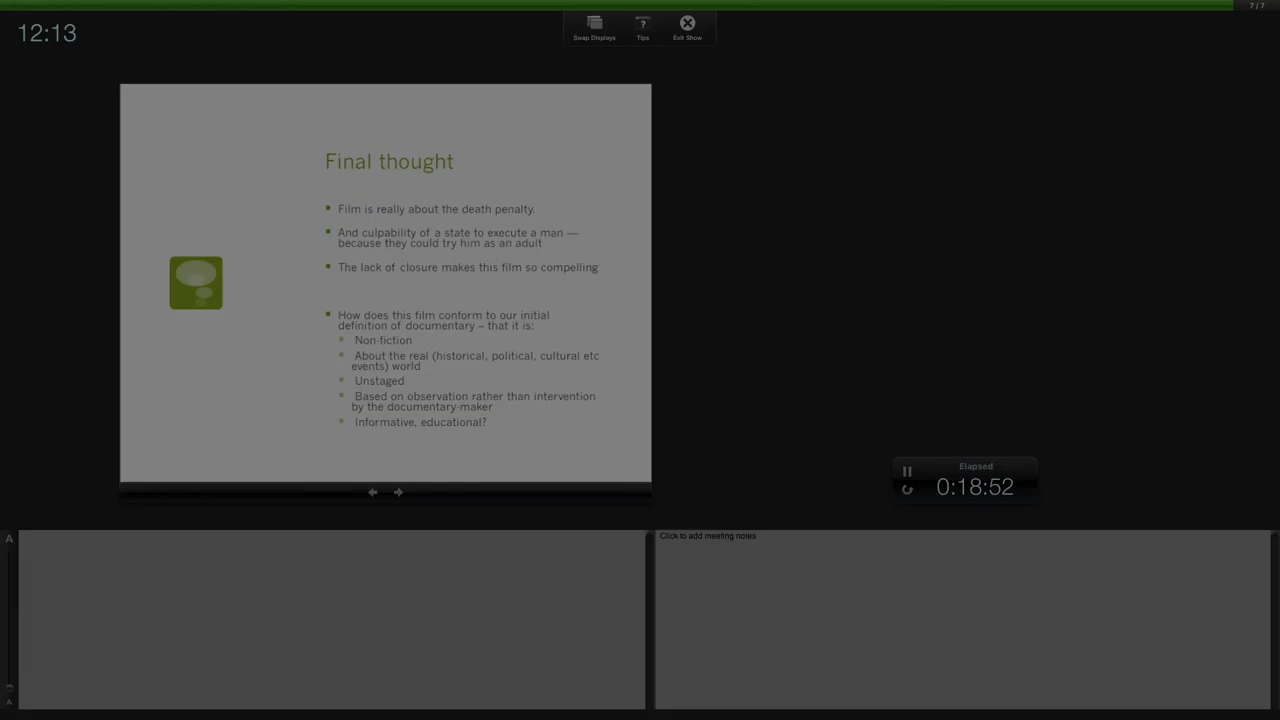 7 / 7
12:13
Swap Displays
Tips
Exit Show
Final thought
Film is really about the death penalty.
And culpability of a state to execute a man —
because they could try him as an adult
The lack of closure makes this film so compelling
How does this film conform to our initial
definition of documentary – that it is:
Non-fiction
About the real (historical, political, cultural etc
events) world
Unstaged
Based on observation rather than intervention
by the documentary-maker
Informative, educational?
Elapsed
0:18:52
A
Click to add meeting notes
A